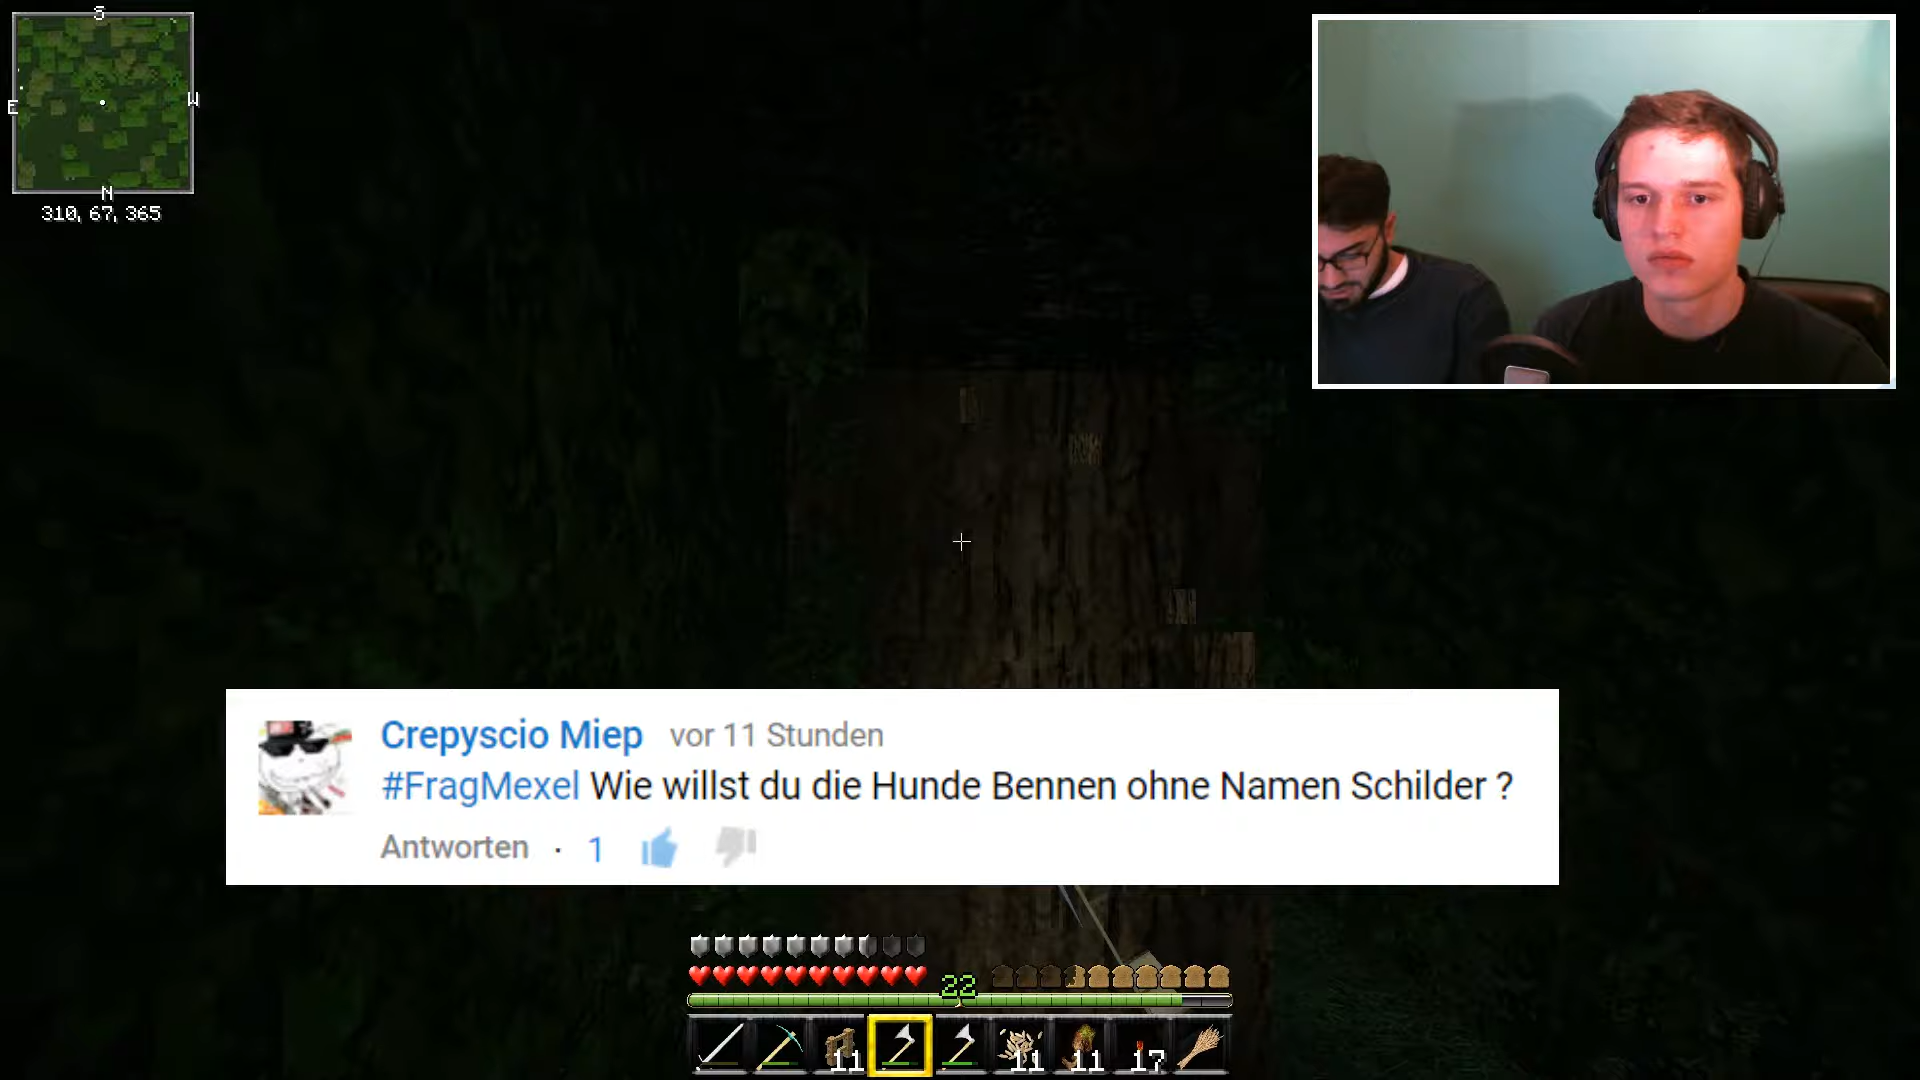 S
E
W
N
310, 67, 365
Crepyscio Miep vor 11 Stunden
#FragMexel Wie willst du die Hunde Bennen ohne Namen Schilder ?
Antworten · 1
22
11 11 11 17